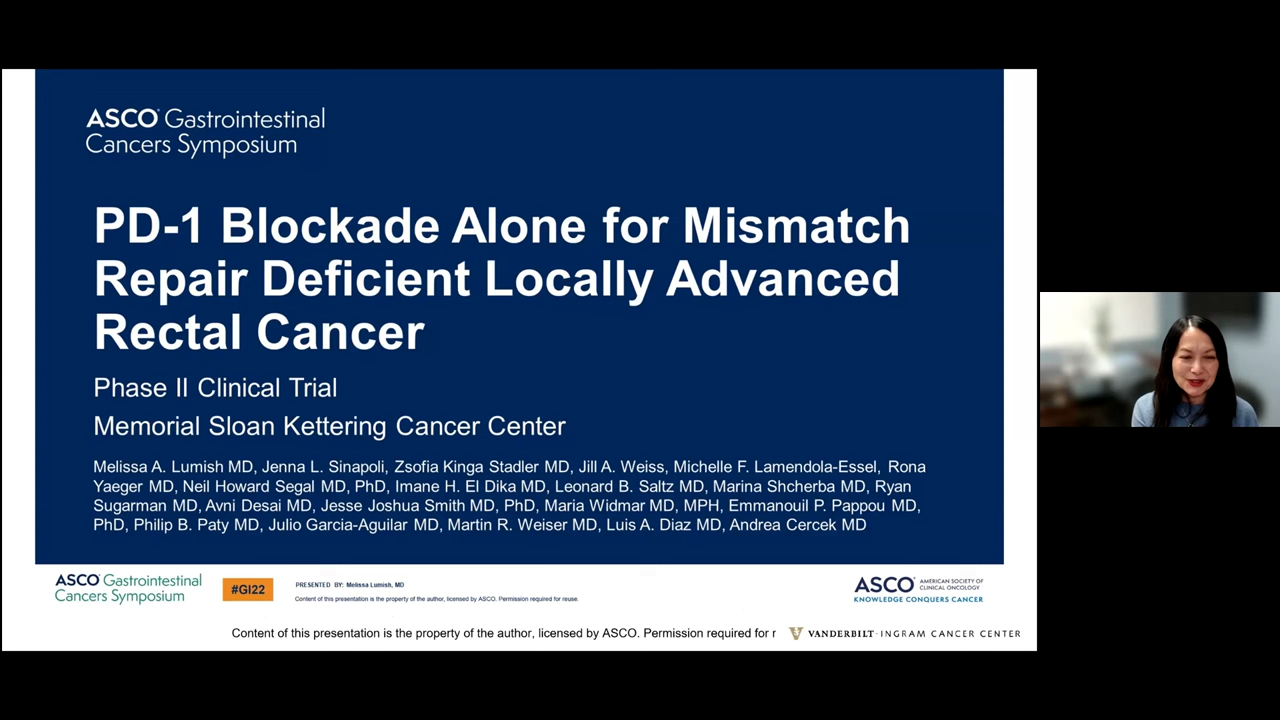 ASCO® Gastrointestinal
Cancers Symposium
PD-1 Blockade Alone for Mismatch
Repair Deficient Locally Advanced
Rectal Cancer
Phase II Clinical Trial
Memorial Sloan Kettering Cancer Center
Melissa A. Lumish MD, Jenna L. Sinapoli, Zsofia Kinga Stadler MD, Jill A. Weiss, Michelle F. Lamendola-Essel, Rona
Yaeger MD, Neil Howard Segal MD, PhD, Imane H. El Dika MD, Leonard B. Saltz MD, Marina Shcherba MD, Ryan
Sugarman MD, Avni Desai MD, Jesse Joshua Smith MD, PhD, Maria Widmar MD, MPH, Emmanouil P. Pappou MD,
PhD, Philip B. Paty MD, Julio Garcia-Aguilar MD, Martin R. Weiser MD, Luis A. Diaz MD, Andrea Cercek MD
ASCO® Gastrointestinal
Cancers Symposium
#GI22
PRESENTED BY: Melissa Lumish, MD
Content of this presentation is the property of the author, licensed by ASCO. Permission required for reuse.
ASCO® AMERICAN SOCIETY OF
CLINICAL ONCOLOGY
KNOWLEDGE CONQUERS CANCER
Content of this presentation is the property of the author, licensed by ASCO. Permission required for r
VANDERBILT-INGRAM CANCER CENTER